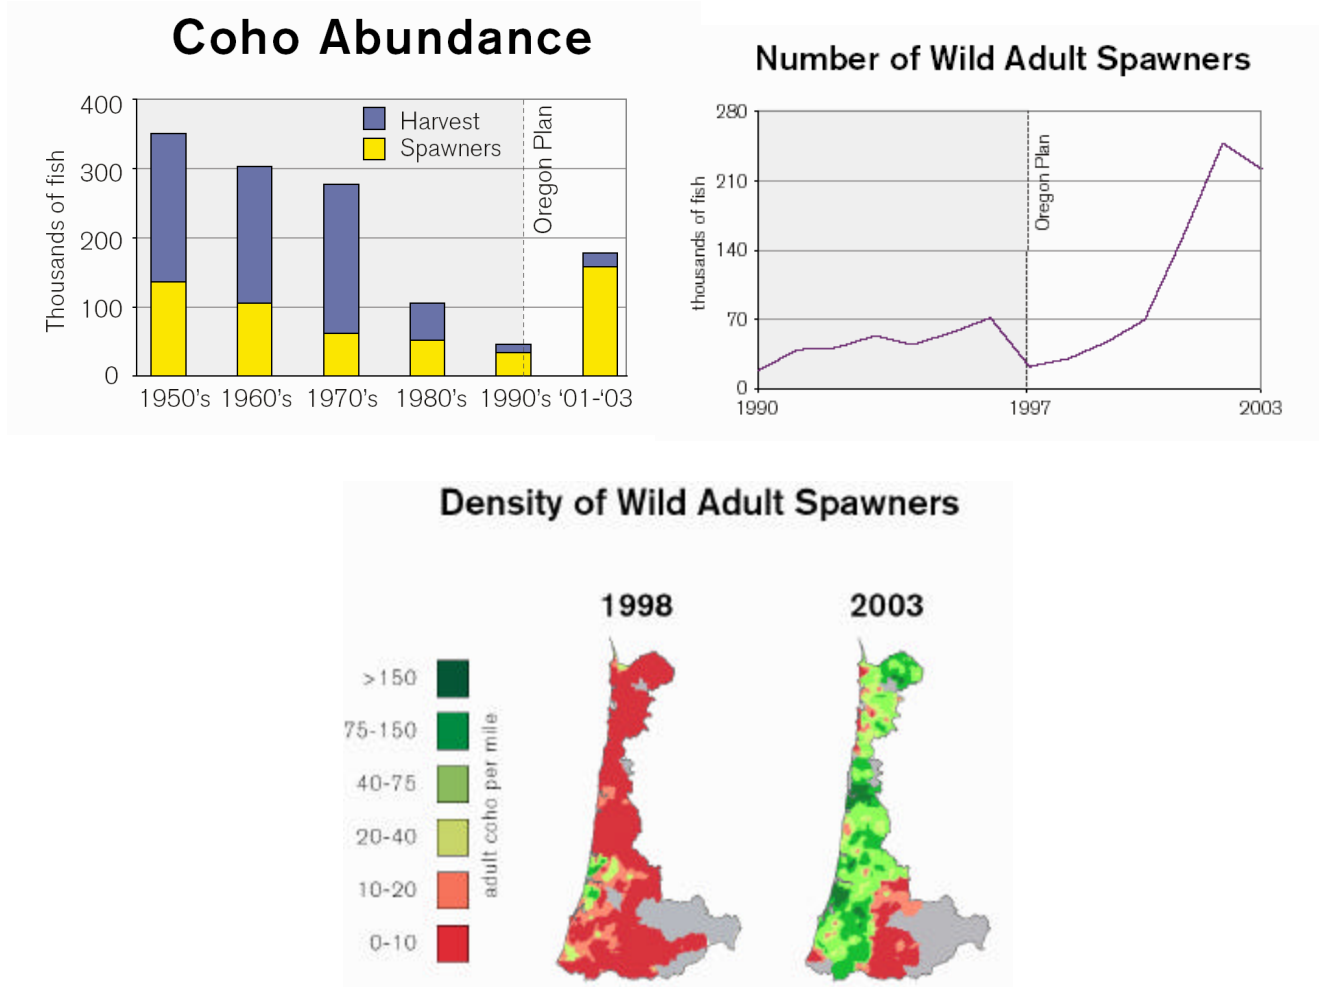 Coho Abundance
400
300
200
100
0
Thousands of fish
Harvest
Spawners
Oregon Plan
1950's 1960's 1970's 1980's 1990's '01-'03
Number of Wild Adult Spawners
280
210
140
70
0
thousands of fish
Oregon Plan
1990 1997 2003
Density of Wild Adult Spawners
1998 2003
>150
75-150
40-75
20-40
10-20
0-10
adult coho per mile